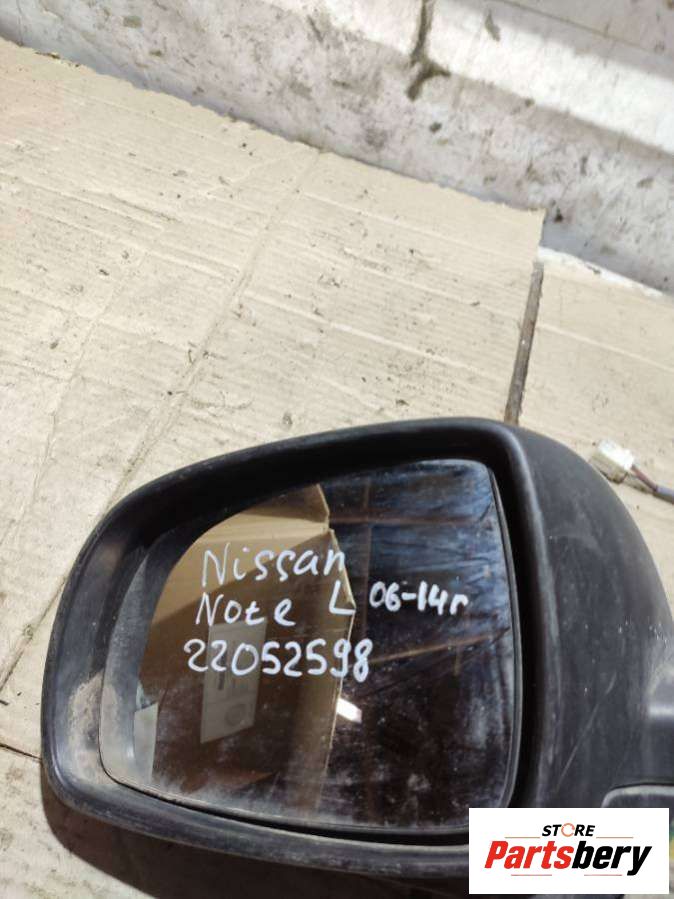 Nissan
Note L 06-14г
22052598
STORE
Partsbery